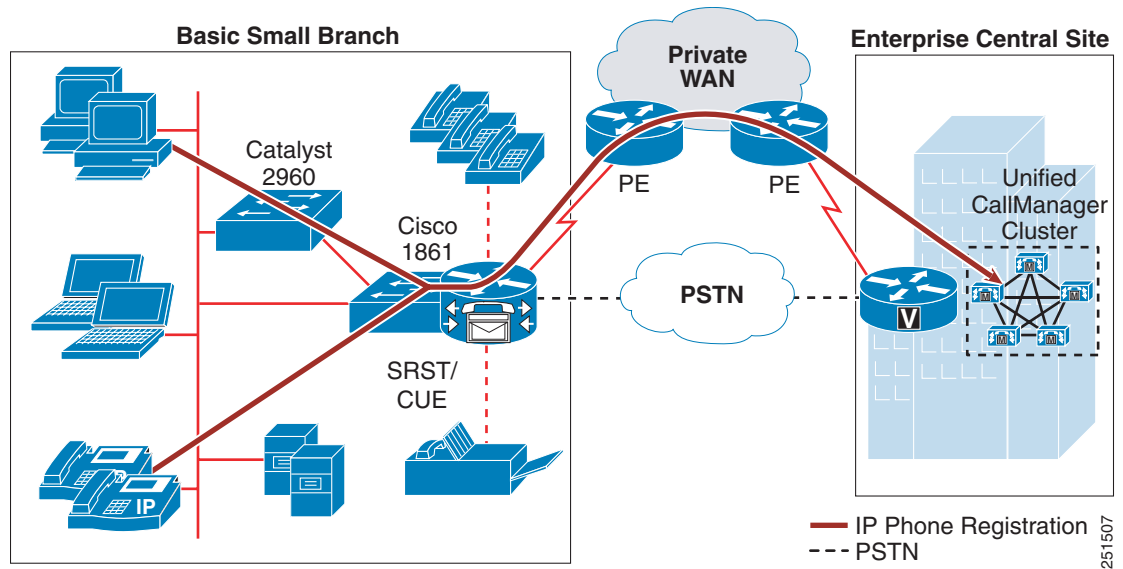 Basic Small Branch
Private
WAN
Enterprise Central Site
Catalyst
2960
PE
PE
Unified
CallManager
Cluster
Cisco
1861
M
M
M
M
M
PSTN
V
SRST/
CUE
IP
IP Phone Registration
PSTN
251507